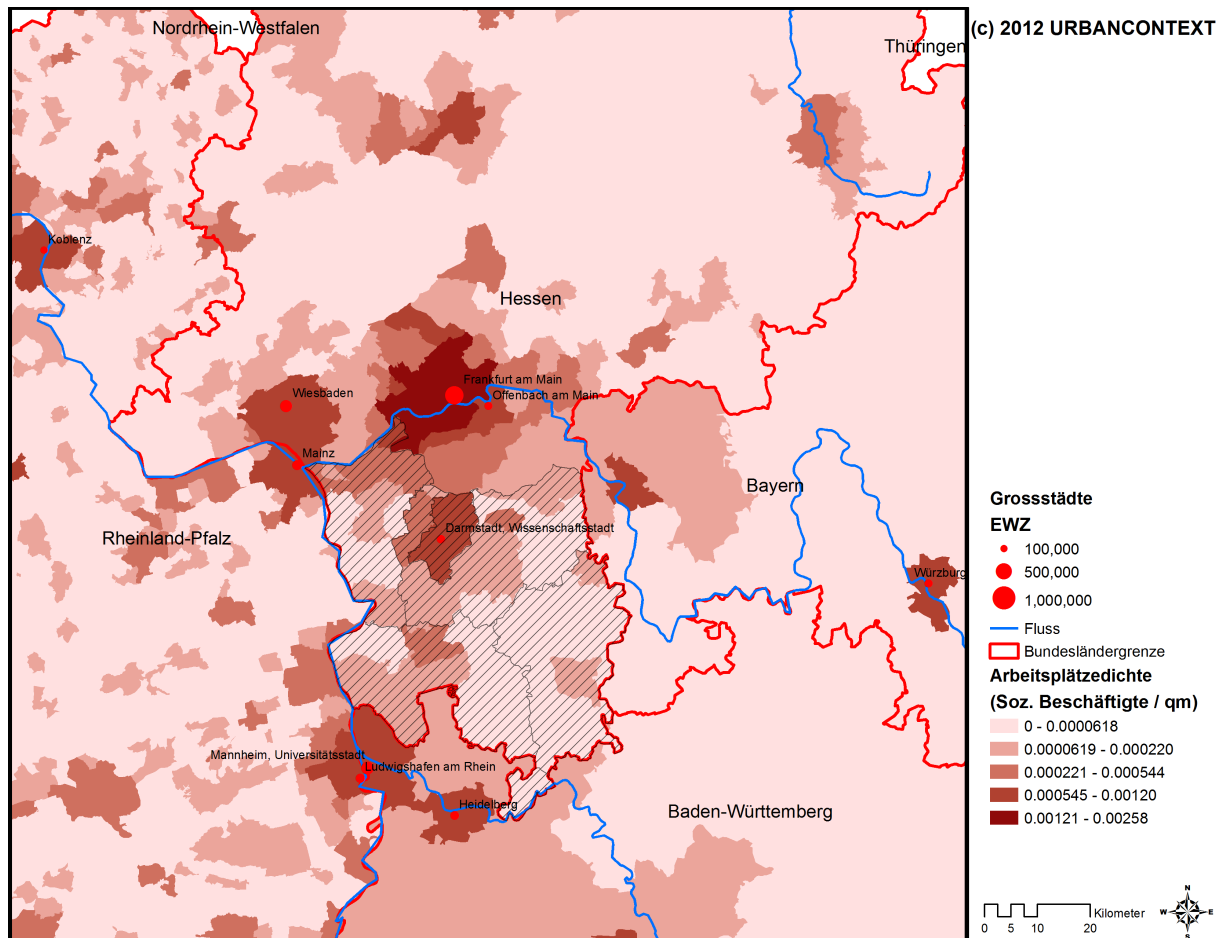 Nordrhein-Westfalen
Thüringen
(c) 2012 URBANCONTEXT
Koblenz
Hessen
Frankfurt am Main
Wiesbaden
Offenbach am Main
Mainz
Bayern
Rheinland-Pfalz
Darmstadt, Wissenschaftsstadt
Würzburg
Mannheim, Universitätsstadt
Ludwigshafen am Rhein
Heidelberg
Baden-Württemberg
Grossstädte
EWZ
100,000
500,000
1,000,000
Fluss
Bundesländergrenze
Arbeitsplätzedichte
(Soz. Beschäftigte / qm)
0 - 0.0000618
0.0000619 - 0.000220
0.000221 - 0.000544
0.000545 - 0.00120
0.00121 - 0.00258
Kilometer
0 5 10 20
N
W E
S